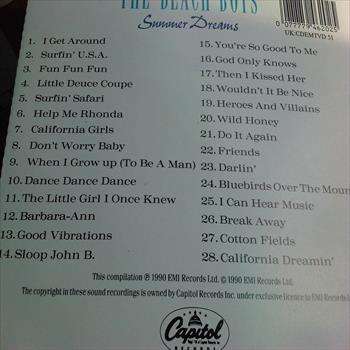 THE BEACH BOYS
Summer Dreams
UK:CDEMTVD 51
1. I Get Around
2. Surfin' U.S.A.
3. Fun Fun Fun
4. Little Deuce Coupe
5. Surfin' Safari
6. Help Me Rhonda
7. California Girls
8. Don't Worry Baby
9. When I Grow up (To Be A Man)
10. Dance Dance Dance
11. The Little Girl I Once Knew
12. Barbara-Ann
13. Good Vibrations
14. Sloop John B.
15. You're So Good To Me
16. God Only Knows
17. Then I Kissed Her
18. Wouldn't It Be Nice
19. Heroes And Villains
20. Wild Honey
21. Do It Again
22. Friends
23. Darlin'
24. Bluebirds Over The Moun
25. I Can Hear Music
26. Break Away
27. Cotton Fields
28. California Dreamin'
This compilation ℗ 1990 EMI Records Ltd. © 1990 EMI Records Ltd.
The copyright in these sound recordings is owned by Capitol Records Inc. under exclusive licence to EMI
Capitol
RECORDS